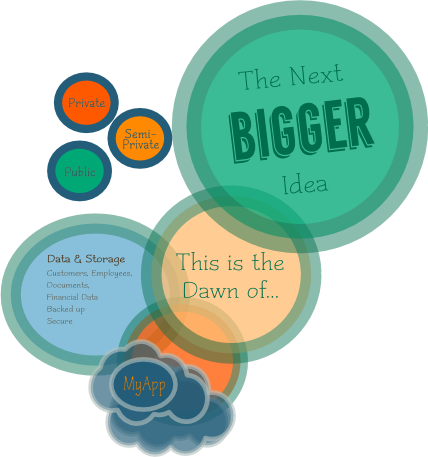 The Next
BIGGER
Idea
Private
Semi-
Private
Public
This is the
Dawn of...
Data & Storage
Customers, Employees,
Documents,
Financial Data
Backed up
Secure
MyApp